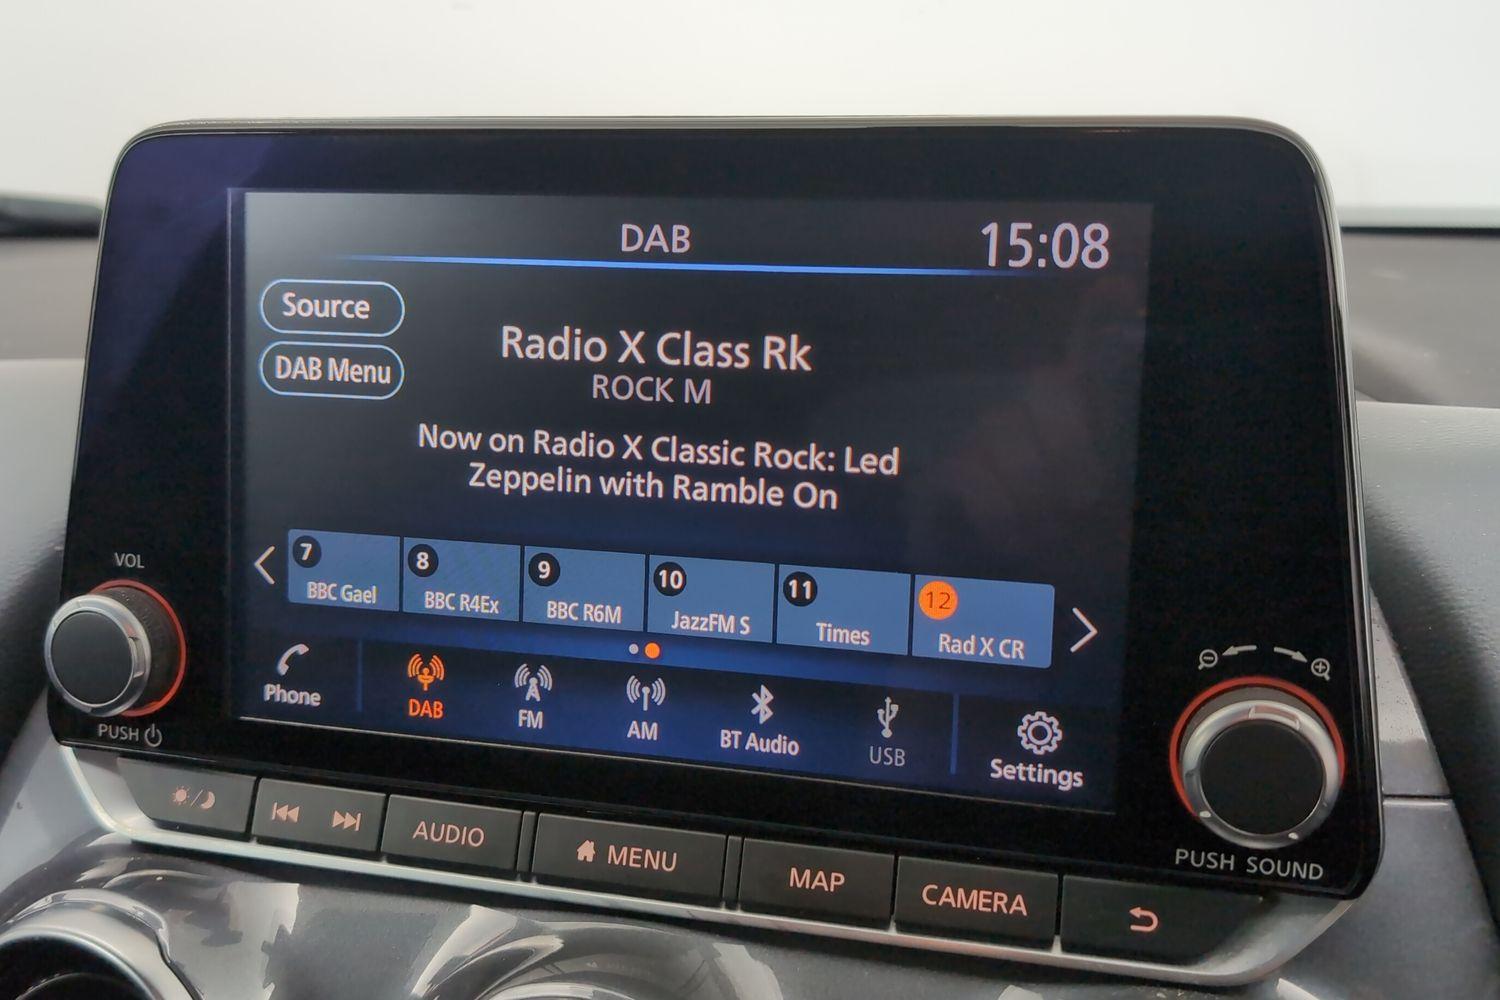 DAB
15:08
Source
DAB Menu
Radio X Class Rk
ROCK M
Now on Radio X Classic Rock: Led
Zeppelin with Ramble On
7
BBC Gael
8
BBC R4Ex
9
BBC R6M
10
JazzFM S
11
Times
12
Rad X CR
Phone
DAB
FM
AM
BT Audio
USB
Settings
VOL
PUSH
PUSH SOUND
AUDIO
MENU
MAP
CAMERA